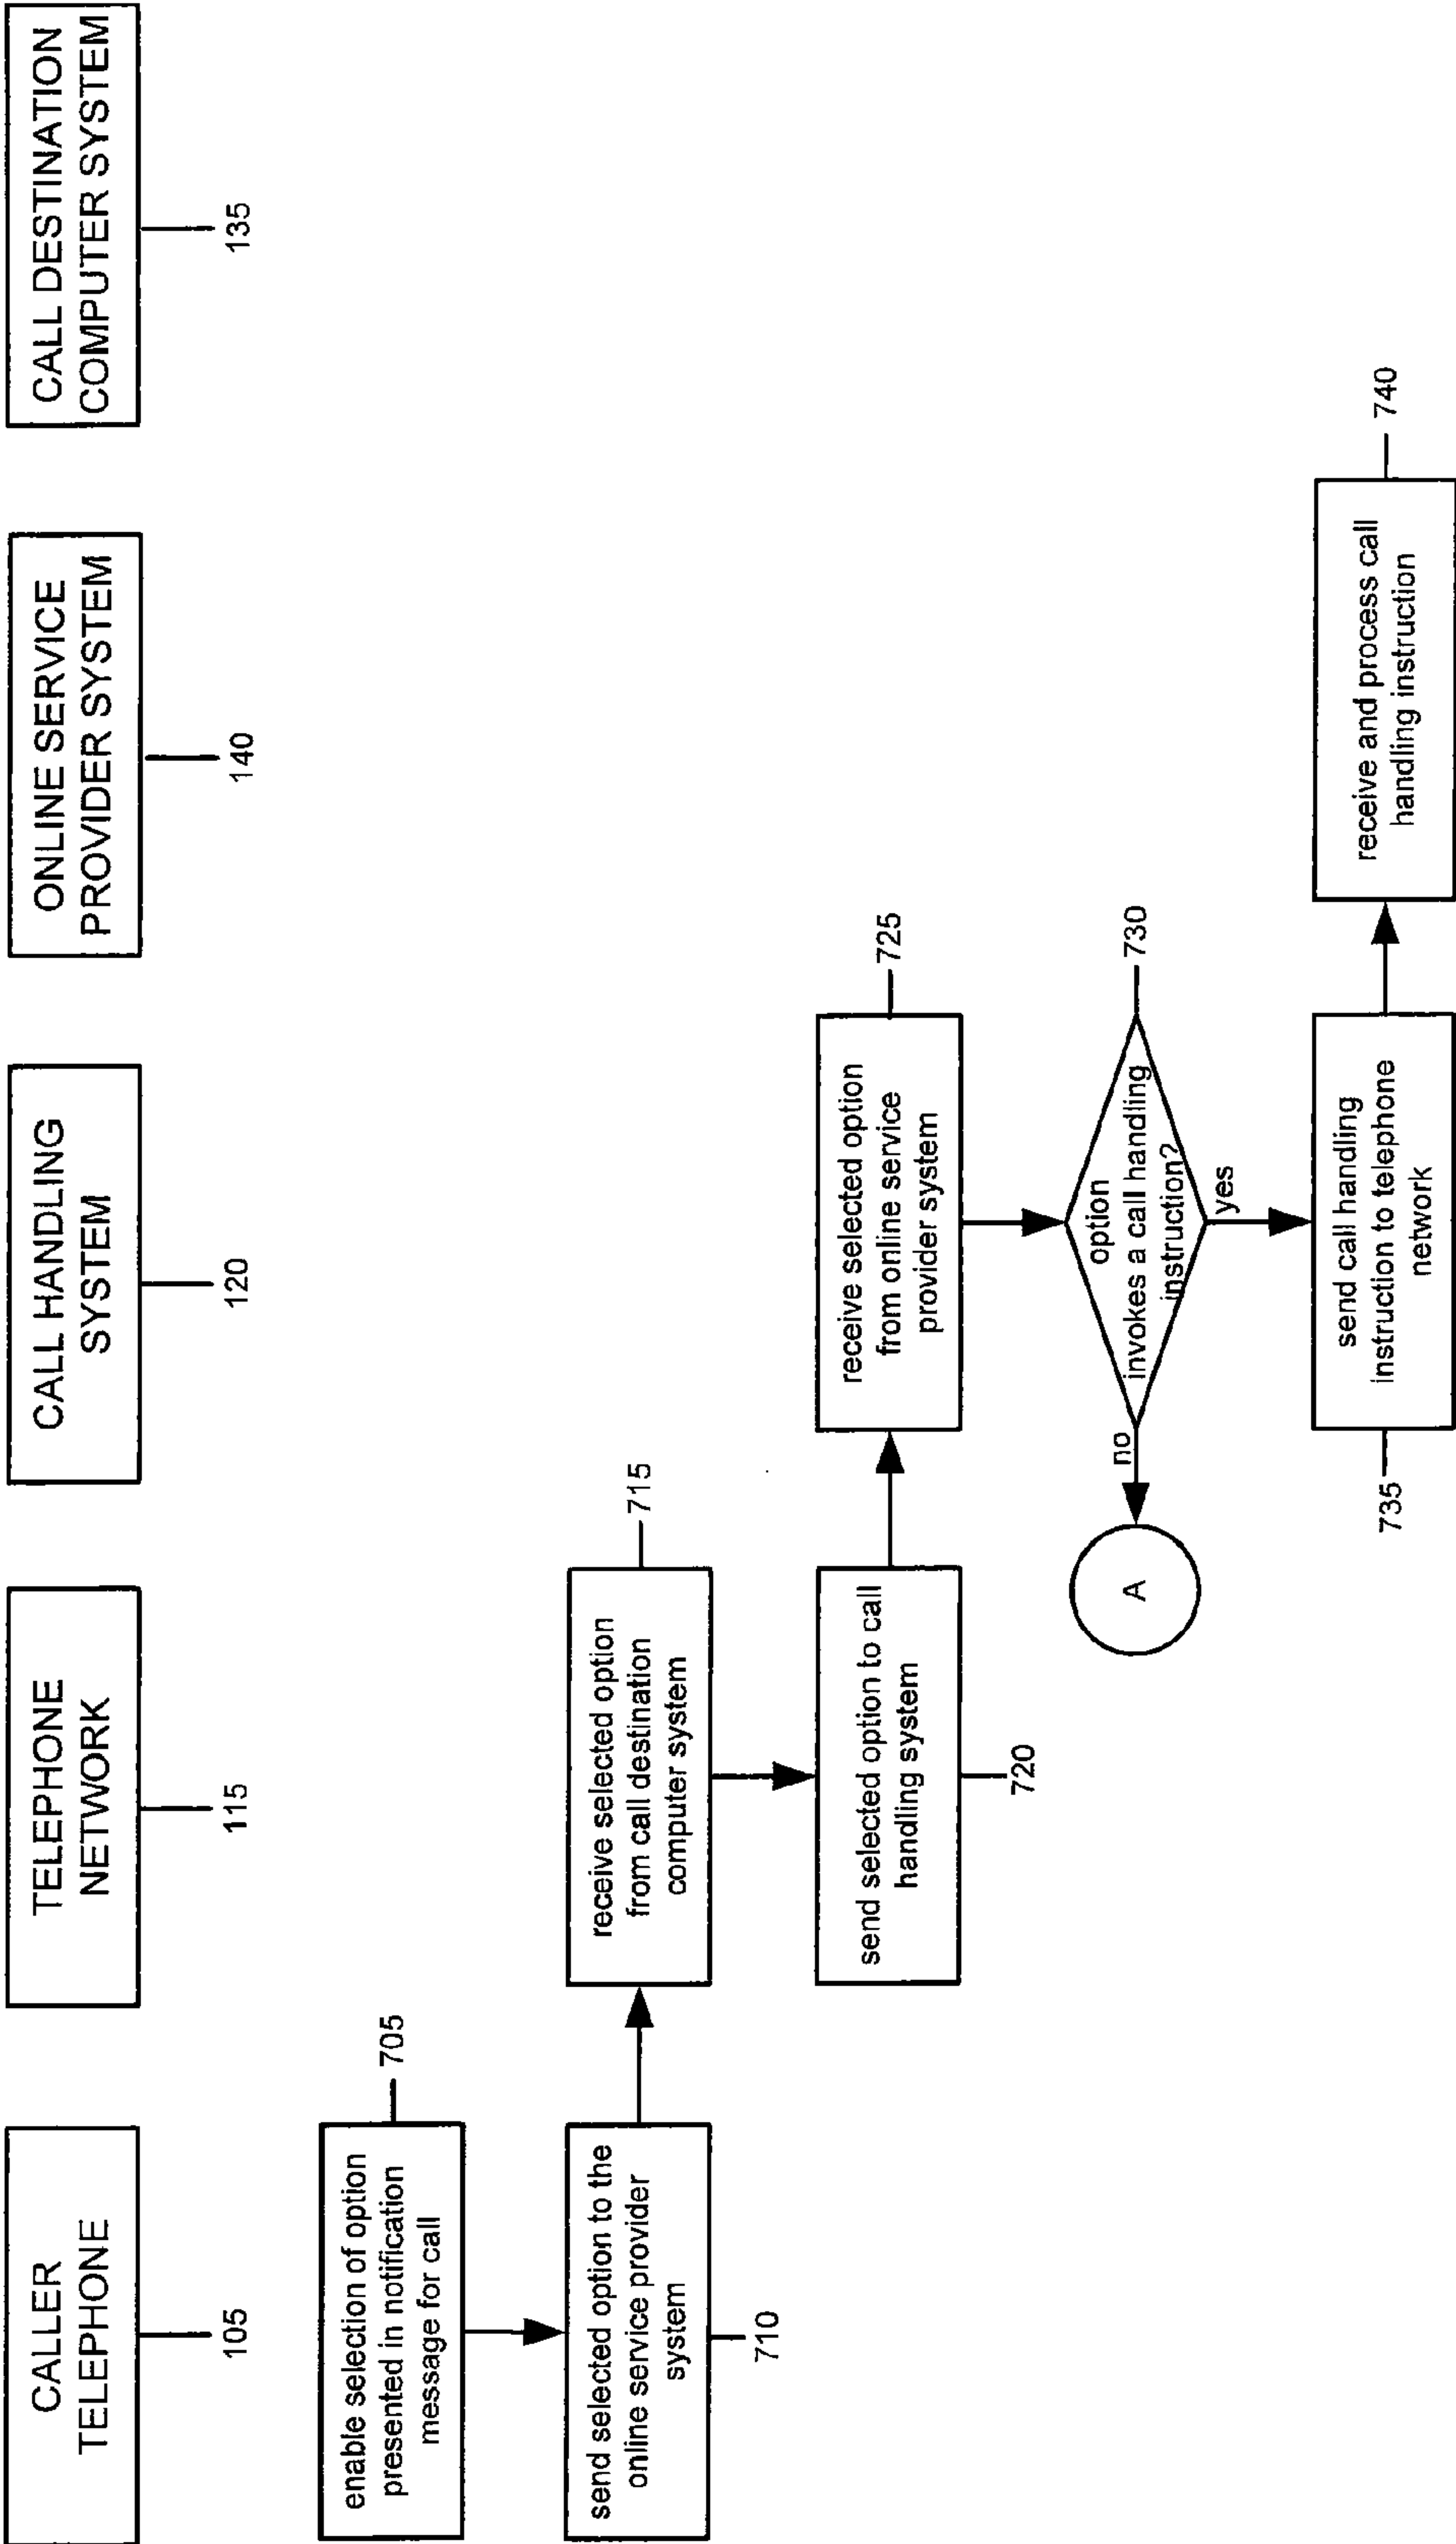 CALLER
TELEPHONE
105
TELEPHONE
NETWORK
115
CALL HANDLING
SYSTEM
120
ONLINE SERVICE
PROVIDER SYSTEM
140
CALL DESTINATION
COMPUTER SYSTEM
135
enable selection of option
presented in notification
message for call
705
send selected option to the
online service provider
system
710
receive selected option
from call destination
computer system
715
send selected option to call
handling system
720
receive selected option
from online service
provider system
725
option
invokes a call handling
instruction?
730
no
A
yes
send call handling
instruction to telephone
network
735
receive and process call
handling instruction
740